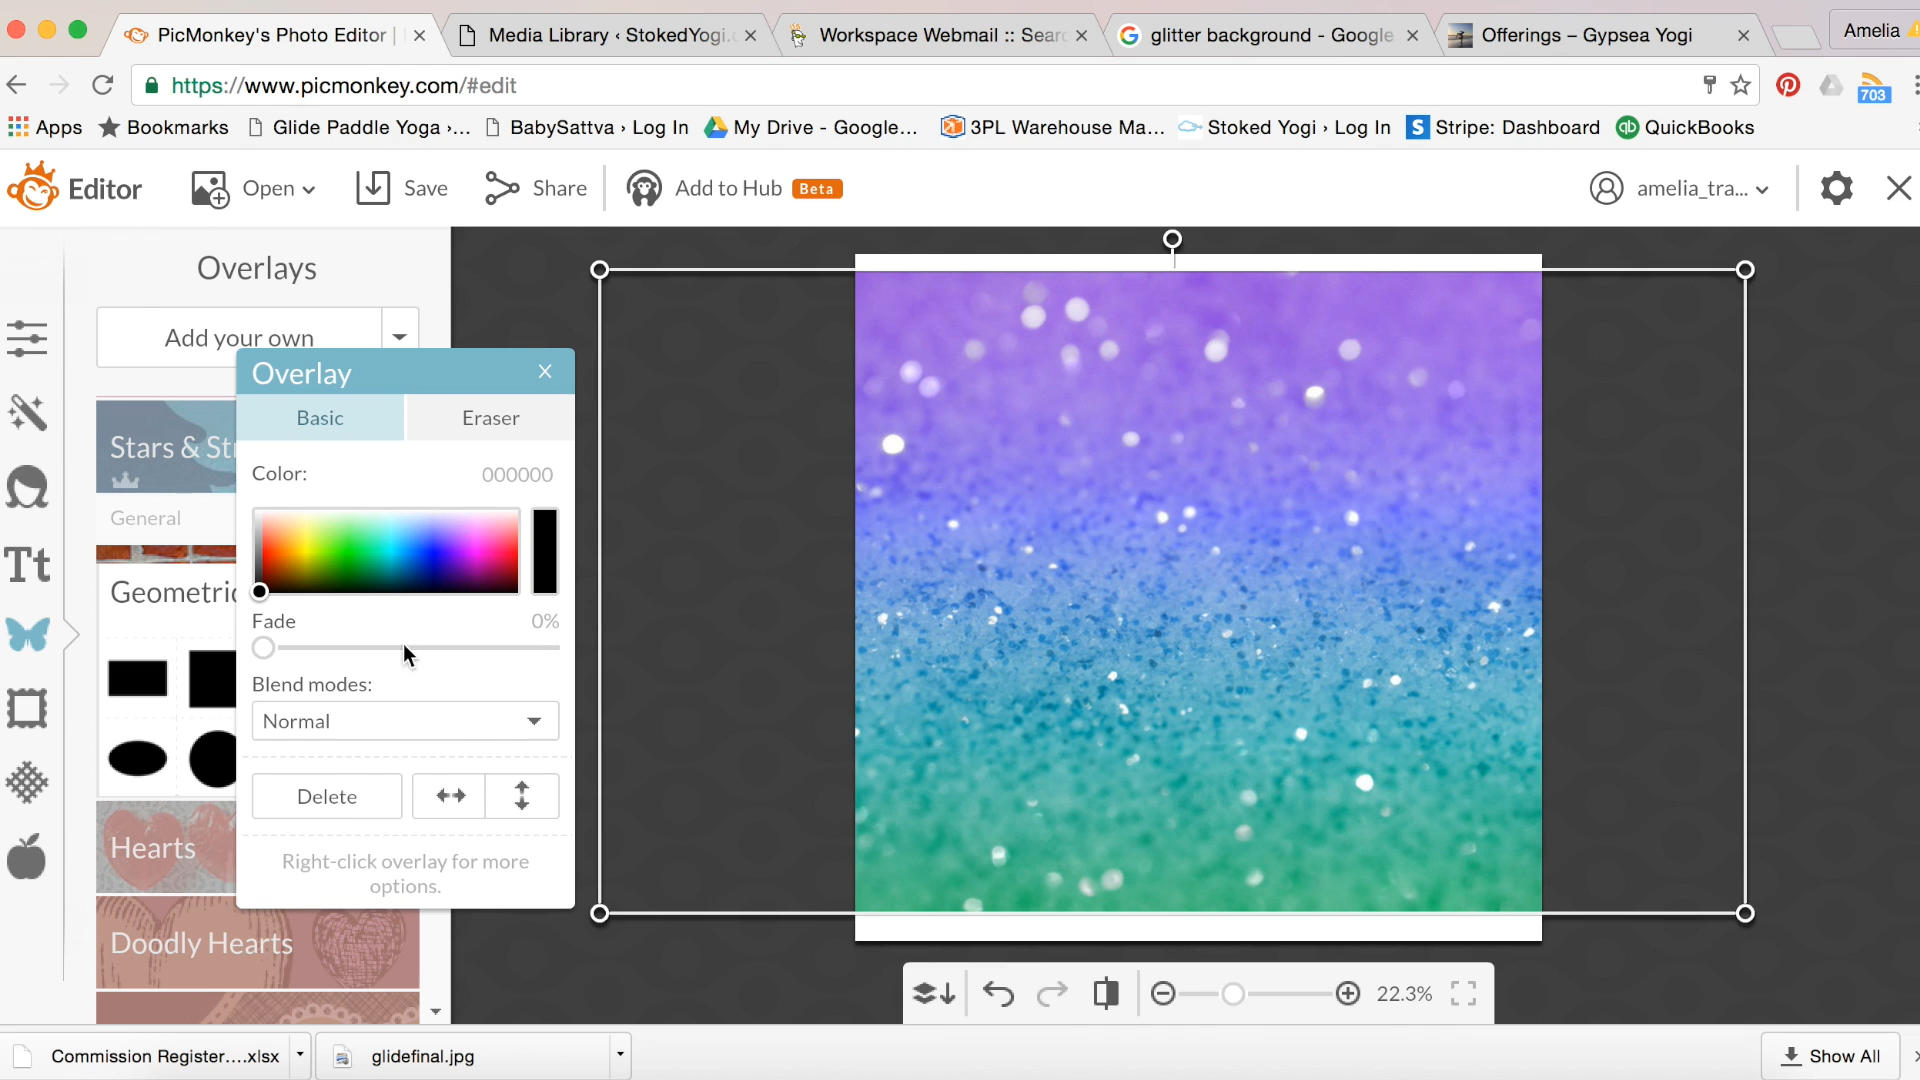 PicMonkey's Photo Editor |
Media Library ‹ StokedYogi.
Workspace Webmail :: Sear
glitter background - Google
Offerings – Gypsea Yogi
Amelia
https://www.picmonkey.com/#edit
703
Apps
Bookmarks
Glide Paddle Yoga ›...
BabySattva › Log In
My Drive - Google...
3PL Warehouse Ma...
Stoked Yogi › Log In
S
Stripe: Dashboard
qb
QuickBooks
Editor
Open
Save
Share
Add to Hub
Beta
amelia_tra...
Overlays
Add your own
Overlay
Basic
Eraser
Stars & Str
Color:
000000
General
Geometric
Fade
0%
Tt
Blend modes:
Normal
Delete
Hearts
Right-click overlay for more
options.
Doodly Hearts
22.3%
Commission Register....xlsx
glidefinal.jpg
Show All